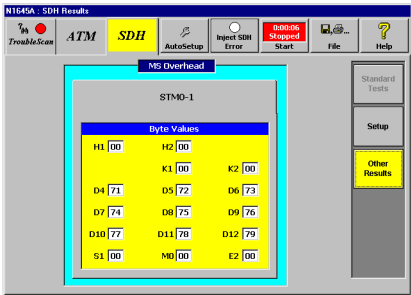 N1645A : SDH Results
TroubleScan
ATM
SDH
AutoSetup
Inject SDH
Error
0:00:06
Stopped
Start
File
Help
MS Overhead
Standard
Tests
Setup
Other
Results
STM0-1
Byte Values
H1 00 H2 00
K1 00 K2 00
D4 71 D5 72 D6 73
D7 74 D8 75 D9 76
D10 77 D11 78 D12 79
S1 00 M0 00 E2 00